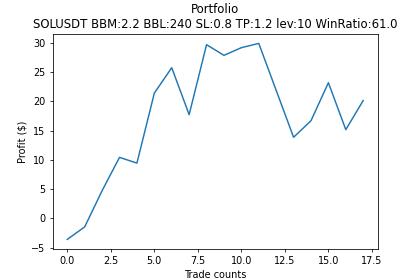 Portfolio
SOLUSDT BBM:2.2 BBL:240 SL:0.8 TP:1.2 lev:10 WinRatio:61.0
Profit ($)
30
25
20
15
10
5
0
−5
0.0 2.5 5.0 7.5 10.0 12.5 15.0 17.5
Trade counts